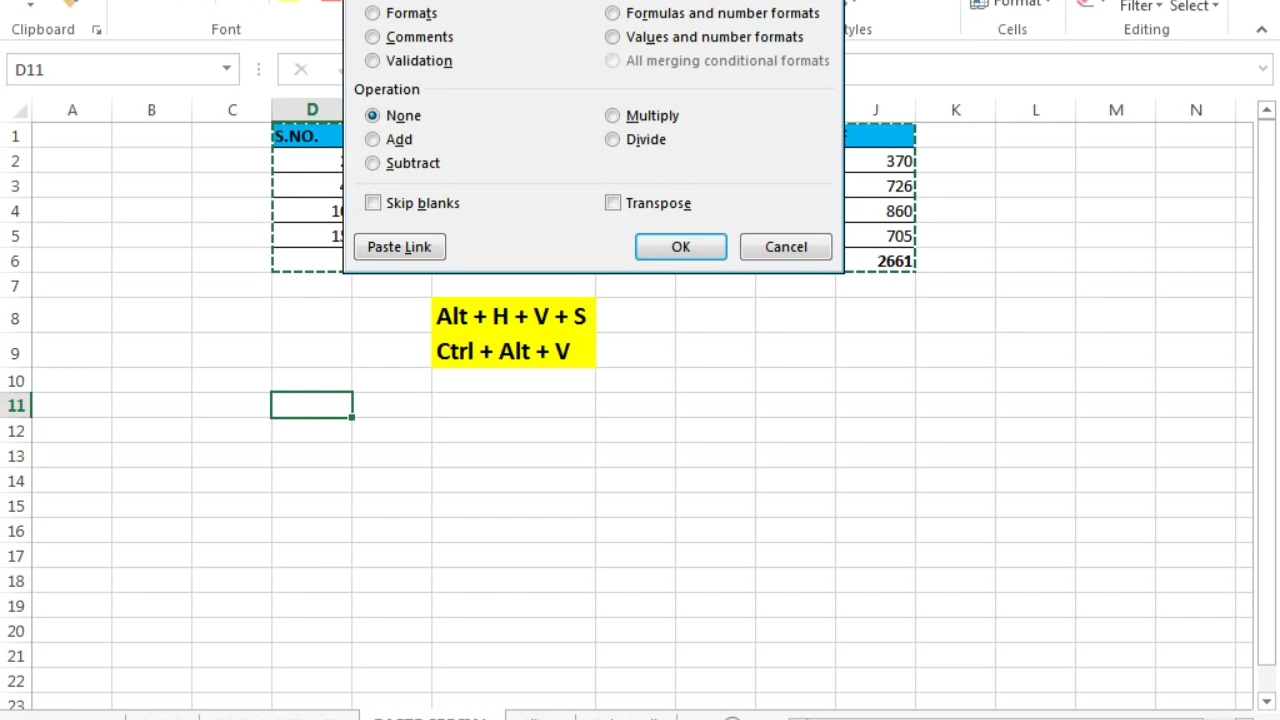 Format
Filter Select
Clipboard Font Cells Editing
Formats Formulas and number formats
Comments Values and number formats
Validation All merging conditional formats
D11
Operation
None Multiply
Add Divide
Subtract
Skip blanks Transpose
Paste Link OK Cancel
A B C D J K L M N
1 S.NO.
2 370
3 726
4 860
5 705
6 2661
7
8 Alt + H + V + S
9 Ctrl + Alt + V
10
11
12
13
14
15
16
17
18
19
20
21
22
23